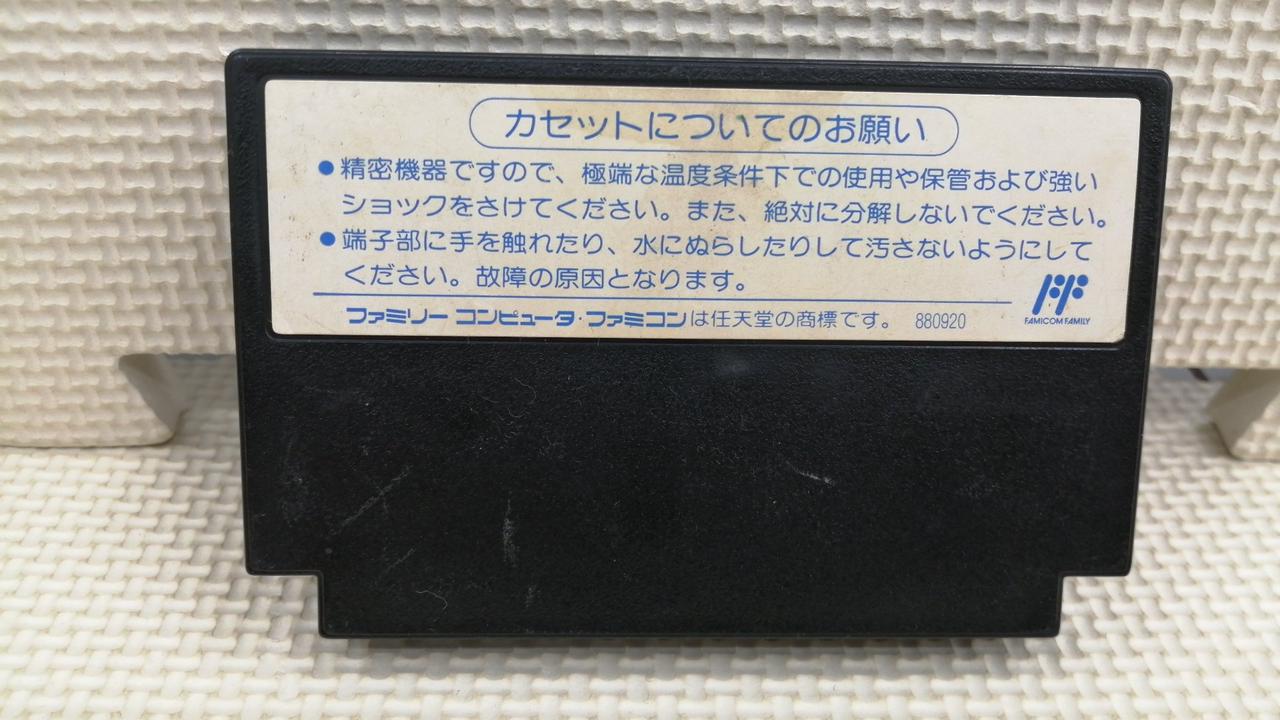 カセットについてのお願い
●精密機器ですので、極端な温度条件下での使用や保管および強い
ショックをさけてください。また、絶対に分解しないでください。
●端子部に手を触れたり、水にぬらしたりして汚さないようにして
ください。故障の原因となります。
ファミリー コンピュータ・ファミコンは任天堂の商標です。 880920
FAMICOM FAMILY